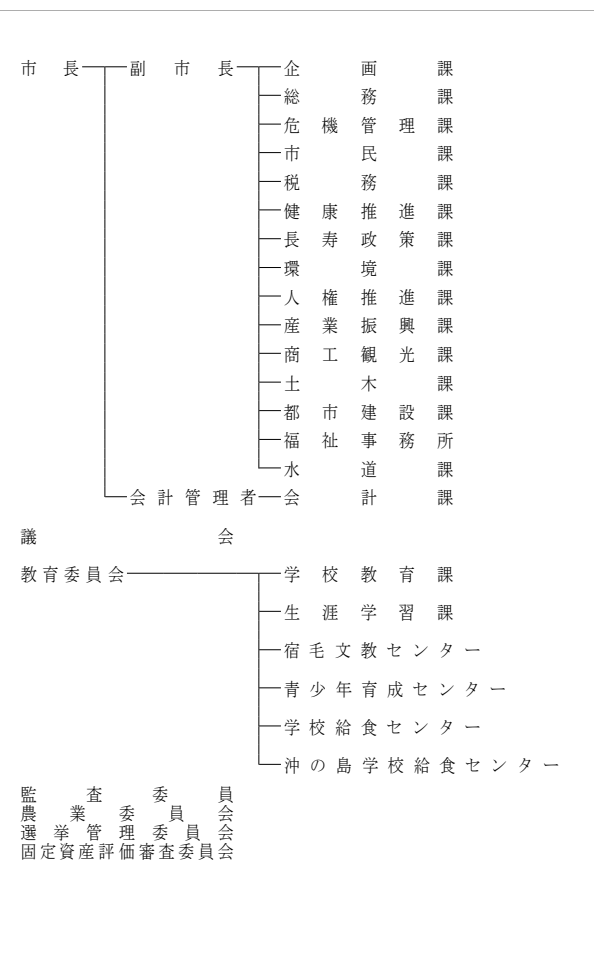 市長 副市長 企画課
総務課
危機管理課
市民課
税務課
健康推進課
長寿政策課
環境課
人権推進課
産業振興課
商工観光課
土木課
都市建設課
福祉事務所
水道課
会計管理者 会計課
議会
教育委員会 学校教育課
生涯学習課
宿毛文教センター
青少年育成センター
学校給食センター
沖の島学校給食センター
監査委員
農業委員会
選挙管理委員会
固定資産評価審査委員会